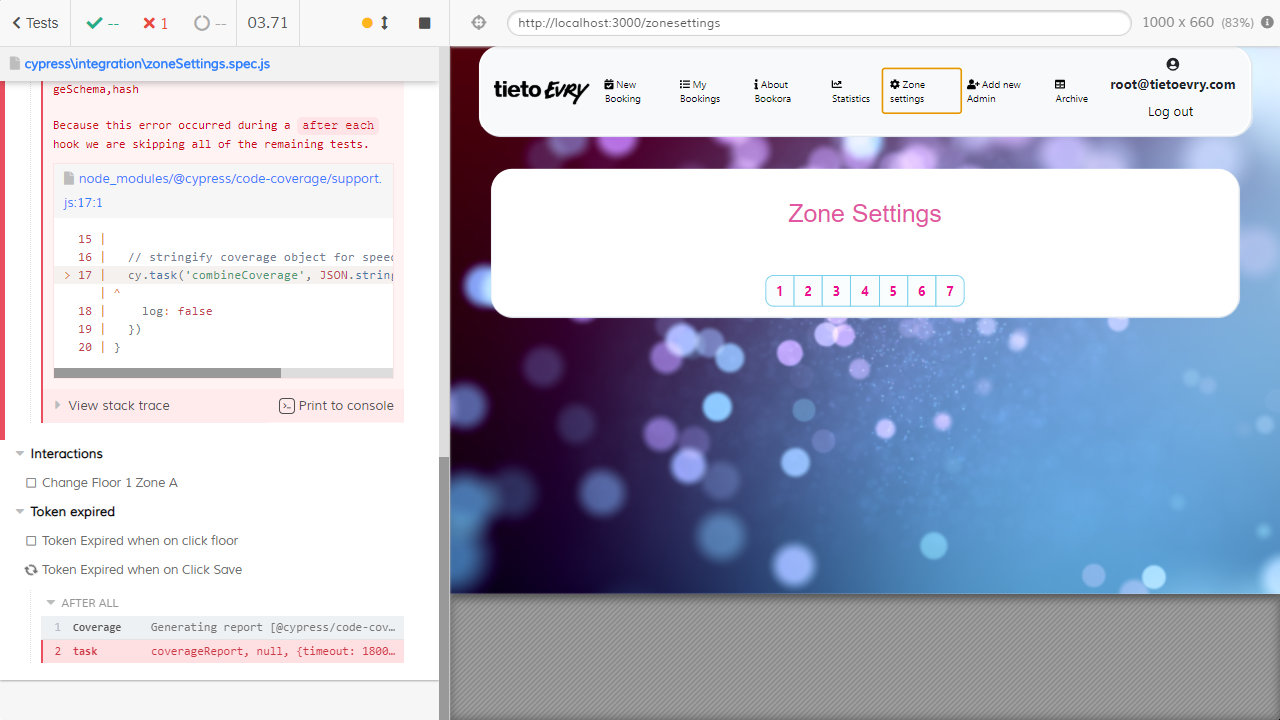 Tests
--
1
--
03.71
cypress\integration\zoneSettings.spec.js
geSchema,hash
Because this error occurred during a after each
hook we are skipping all of the remaining tests.
node_modules/@cypress/code-coverage/support.
js:17:1
15 |
16 | // stringify coverage object for speed
> 17 | cy.task('combineCoverage', JSON.string
| ^
18 | log: false
19 | })
20 | }
View stack trace
Print to console
Interactions
Change Floor 1 Zone A
Token expired
Token Expired when on click floor
Token Expired when on Click Save
AFTER ALL
1 Coverage Generating report [@cypress/code-cov…
2 task coverageReport, null, {timeout: 1800…
http://localhost:3000/zonesettings
1000 x 660 (83%)
tieto EVRY
New
Booking
My
Bookings
About
Bookora
Statistics
Zone
settings
Add new
Admin
Archive
root@tietoevry.com
Log out
Zone Settings
1 2 3 4 5 6 7